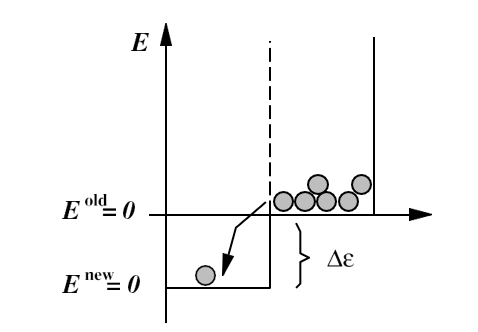 E
E old = 0
Δε
E new = 0